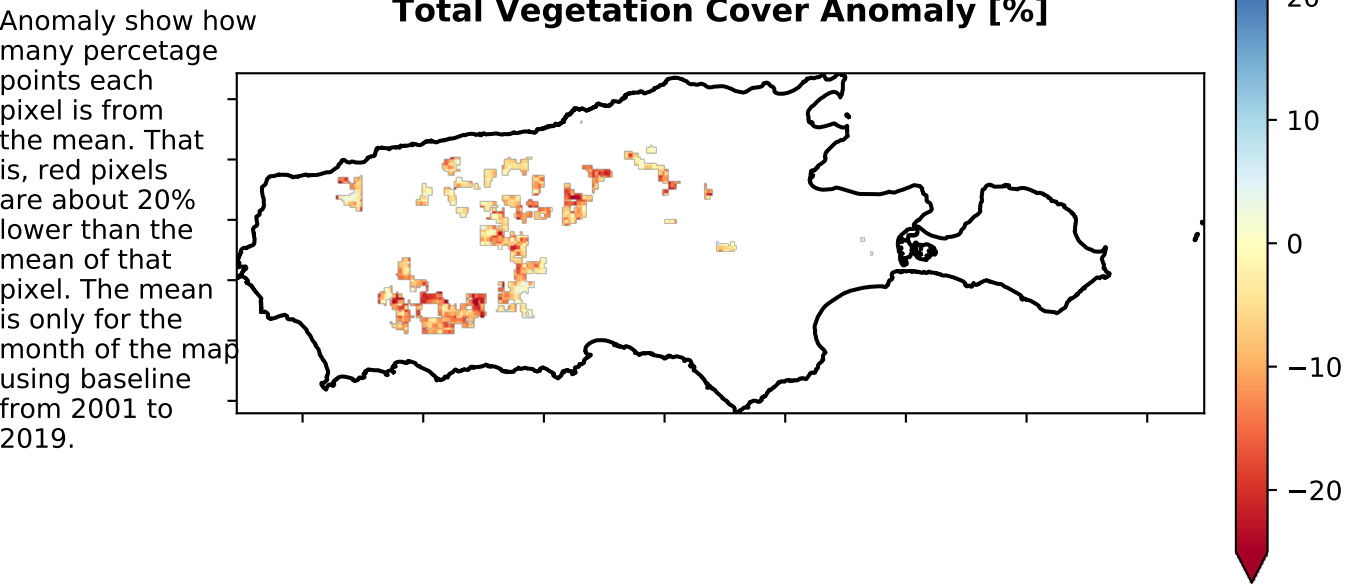 Total Vegetation Cover Anomaly [%]
Anomaly show how
many percetage
points each
pixel is from
the mean. That
is, red pixels
are about 20%
lower than the
mean of that
pixel. The mean
is only for the
month of the map
using baseline
from 2001 to
2019.
20
10
0
−10
−20